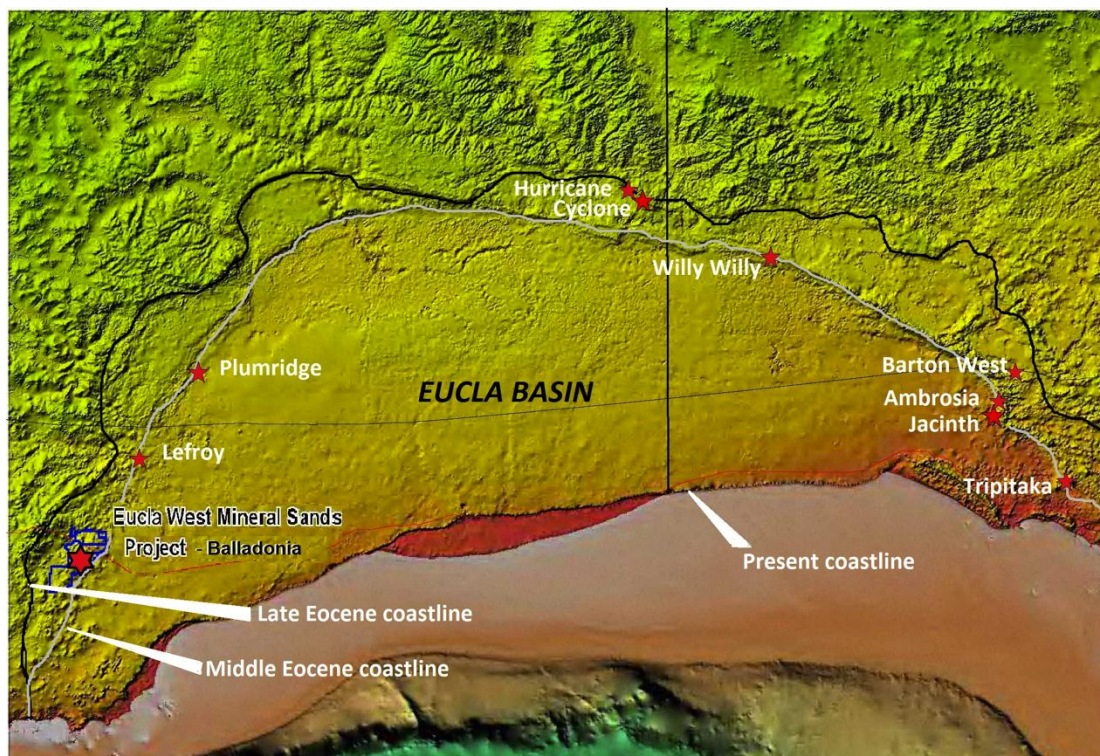 Hurricane
Cyclone
Willy Willy
Plumridge
Barton West
EUCLA BASIN
Ambrosia
Jacinth
Lefroy
Tripitaka
Eucla West Mineral Sands
Project - Balladonia
Present coastline
Late Eocene coastline
Middle Eocene coastline